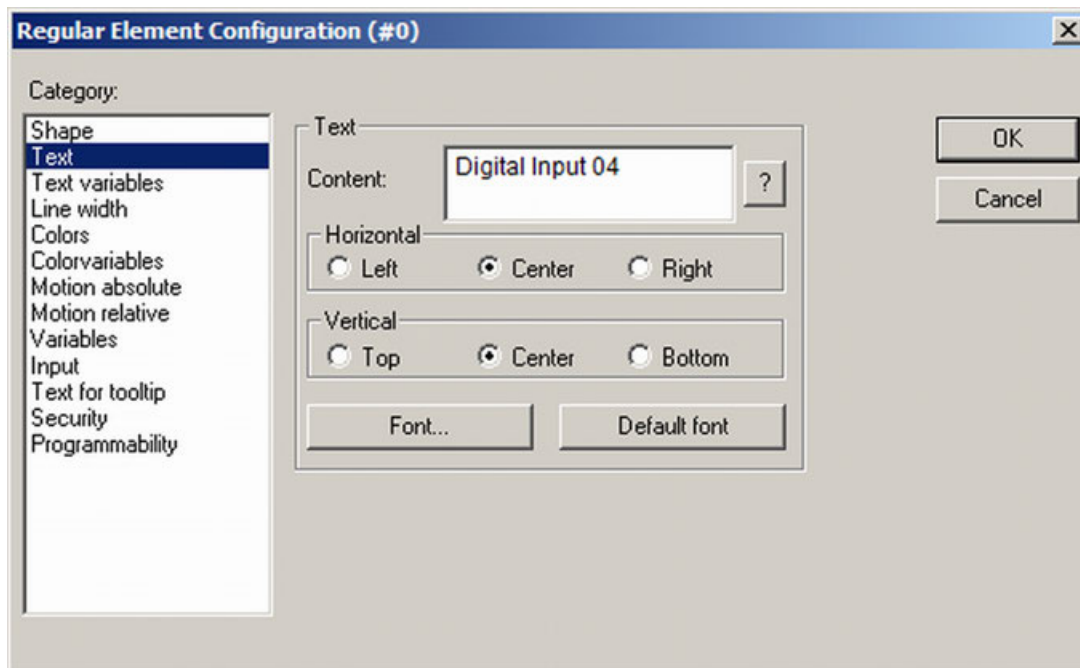 Regular Element Configuration (#0)
Category:
Shape
Text
Text variables
Line width
Colors
Colorvariables
Motion absolute
Motion relative
Variables
Input
Text for tooltip
Security
Programmability
Text
Content:
Digital Input 04
?
Horizontal
Left Center Right
Vertical
Top Center Bottom
Font... Default font
OK
Cancel